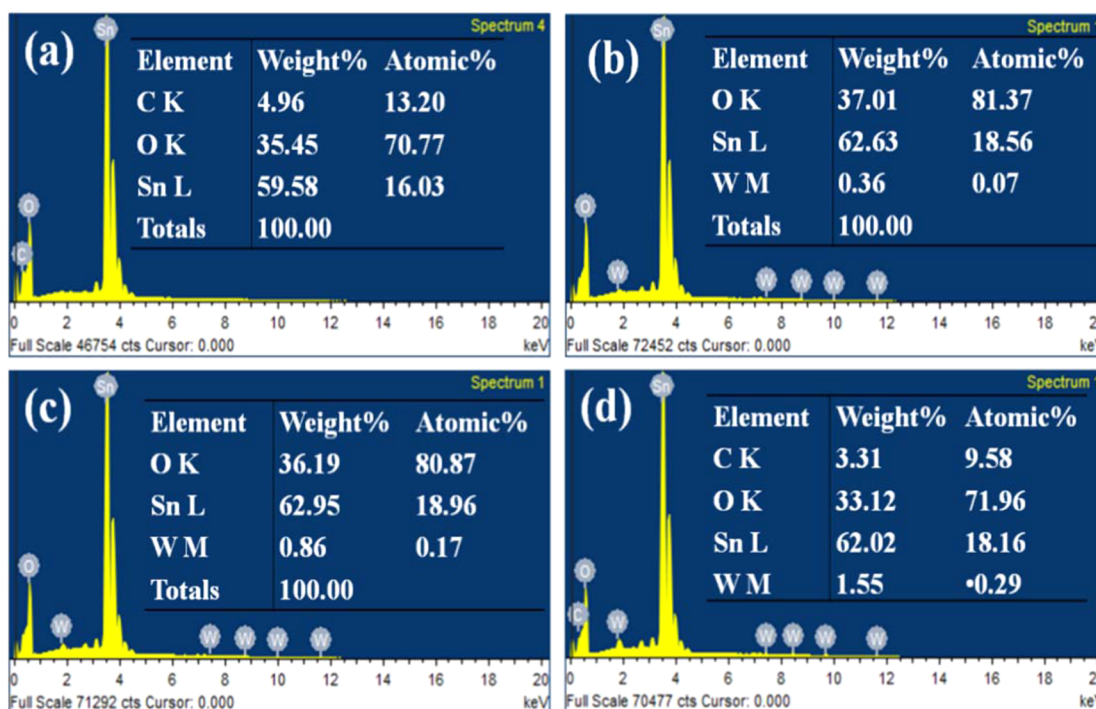 (a)
Spectrum 4
Sn
Element Weight% Atomic%
C K 4.96 13.20
O K 35.45 70.77
Sn L 59.58 16.03
Totals 100.00
O
C
0 2 4 6 8 10 12 14 16 18 20
Full Scale 46754 cts Cursor: 0.000 keV
(b)
Spectrum
Sn
Element Weight% Atomic%
O K 37.01 81.37
Sn L 62.63 18.56
W M 0.36 0.07
Totals 100.00
O
W W W W W
0 2 4 6 8 10 12 14 16 18 2
Full Scale 72452 cts Cursor: 0.000 keV
(c)
Spectrum 1
Sn
Element Weight% Atomic%
O K 36.19 80.87
Sn L 62.95 18.96
W M 0.86 0.17
Totals 100.00
O
W W W W W
0 2 4 6 8 10 12 14 16 18 20
Full Scale 71292 cts Cursor: 0.000 keV
(d)
Spectrum
Sn
Element Weight% Atomic%
C K 3.31 9.58
O K 33.12 71.96
Sn L 62.02 18.16
W M 1.55 •0.29
O
C W W W W W
0 2 4 6 8 10 12 14 16 18 2
Full Scale 70477 cts Cursor: 0.000 keV